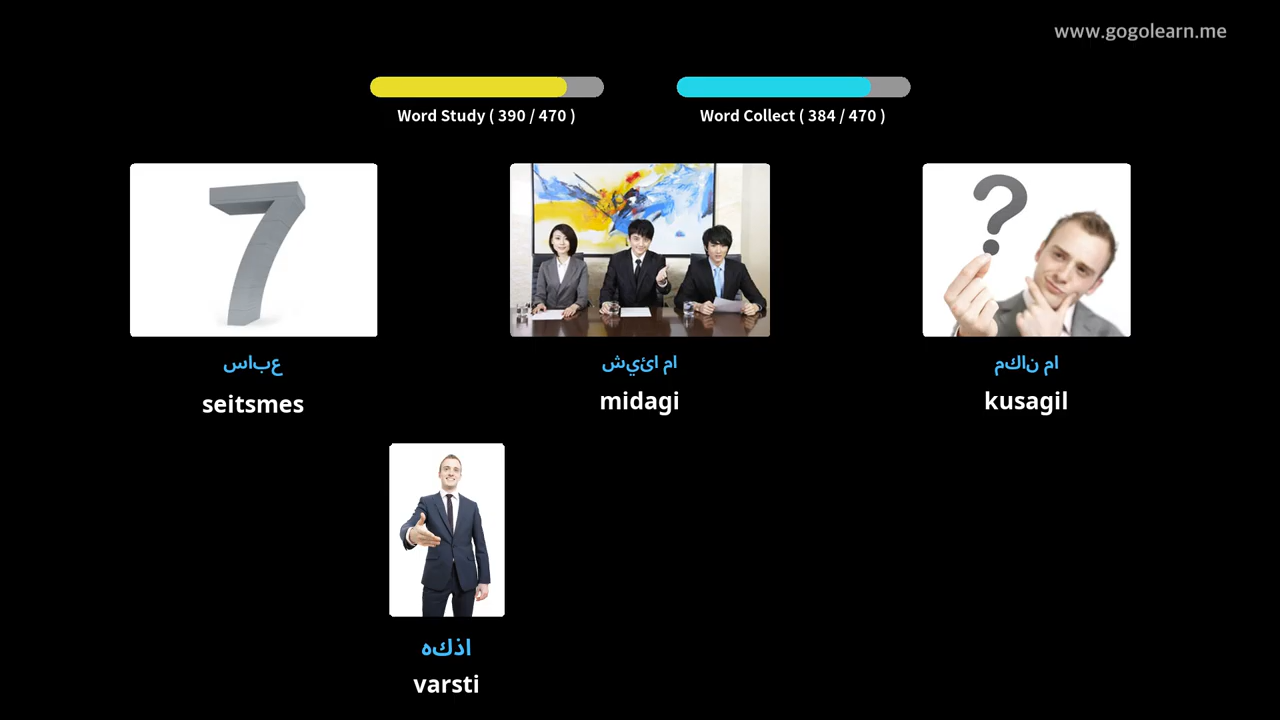 www.gogolearn.me
Word Study ( 390 / 470 )
Word Collect ( 384 / 470 )
عباس
seitsmes
ام ائيش
midagi
ام ناكم
kusagil
اذكه
varsti